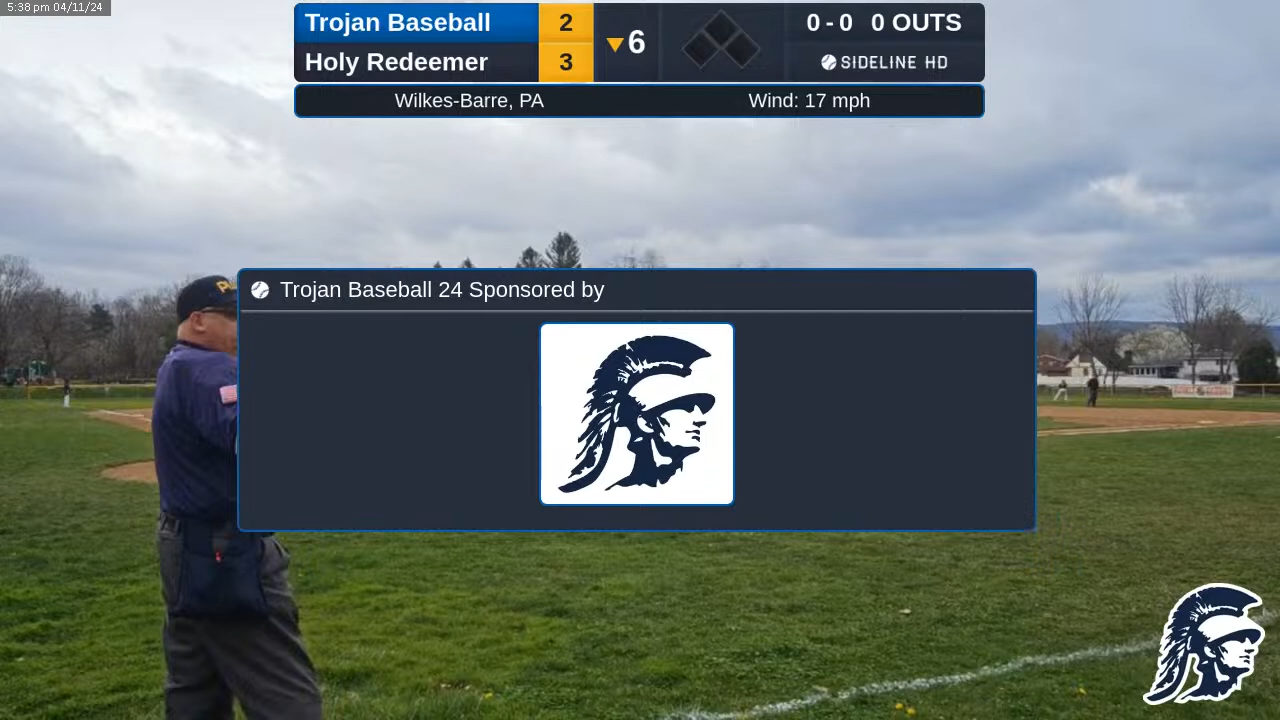 5:38 pm 04/11/24
Trojan Baseball 2
Holy Redeemer 3
6
0 - 0 0 OUTS
SIDELINE HD
Wilkes-Barre, PA Wind: 17 mph
Trojan Baseball 24 Sponsored by